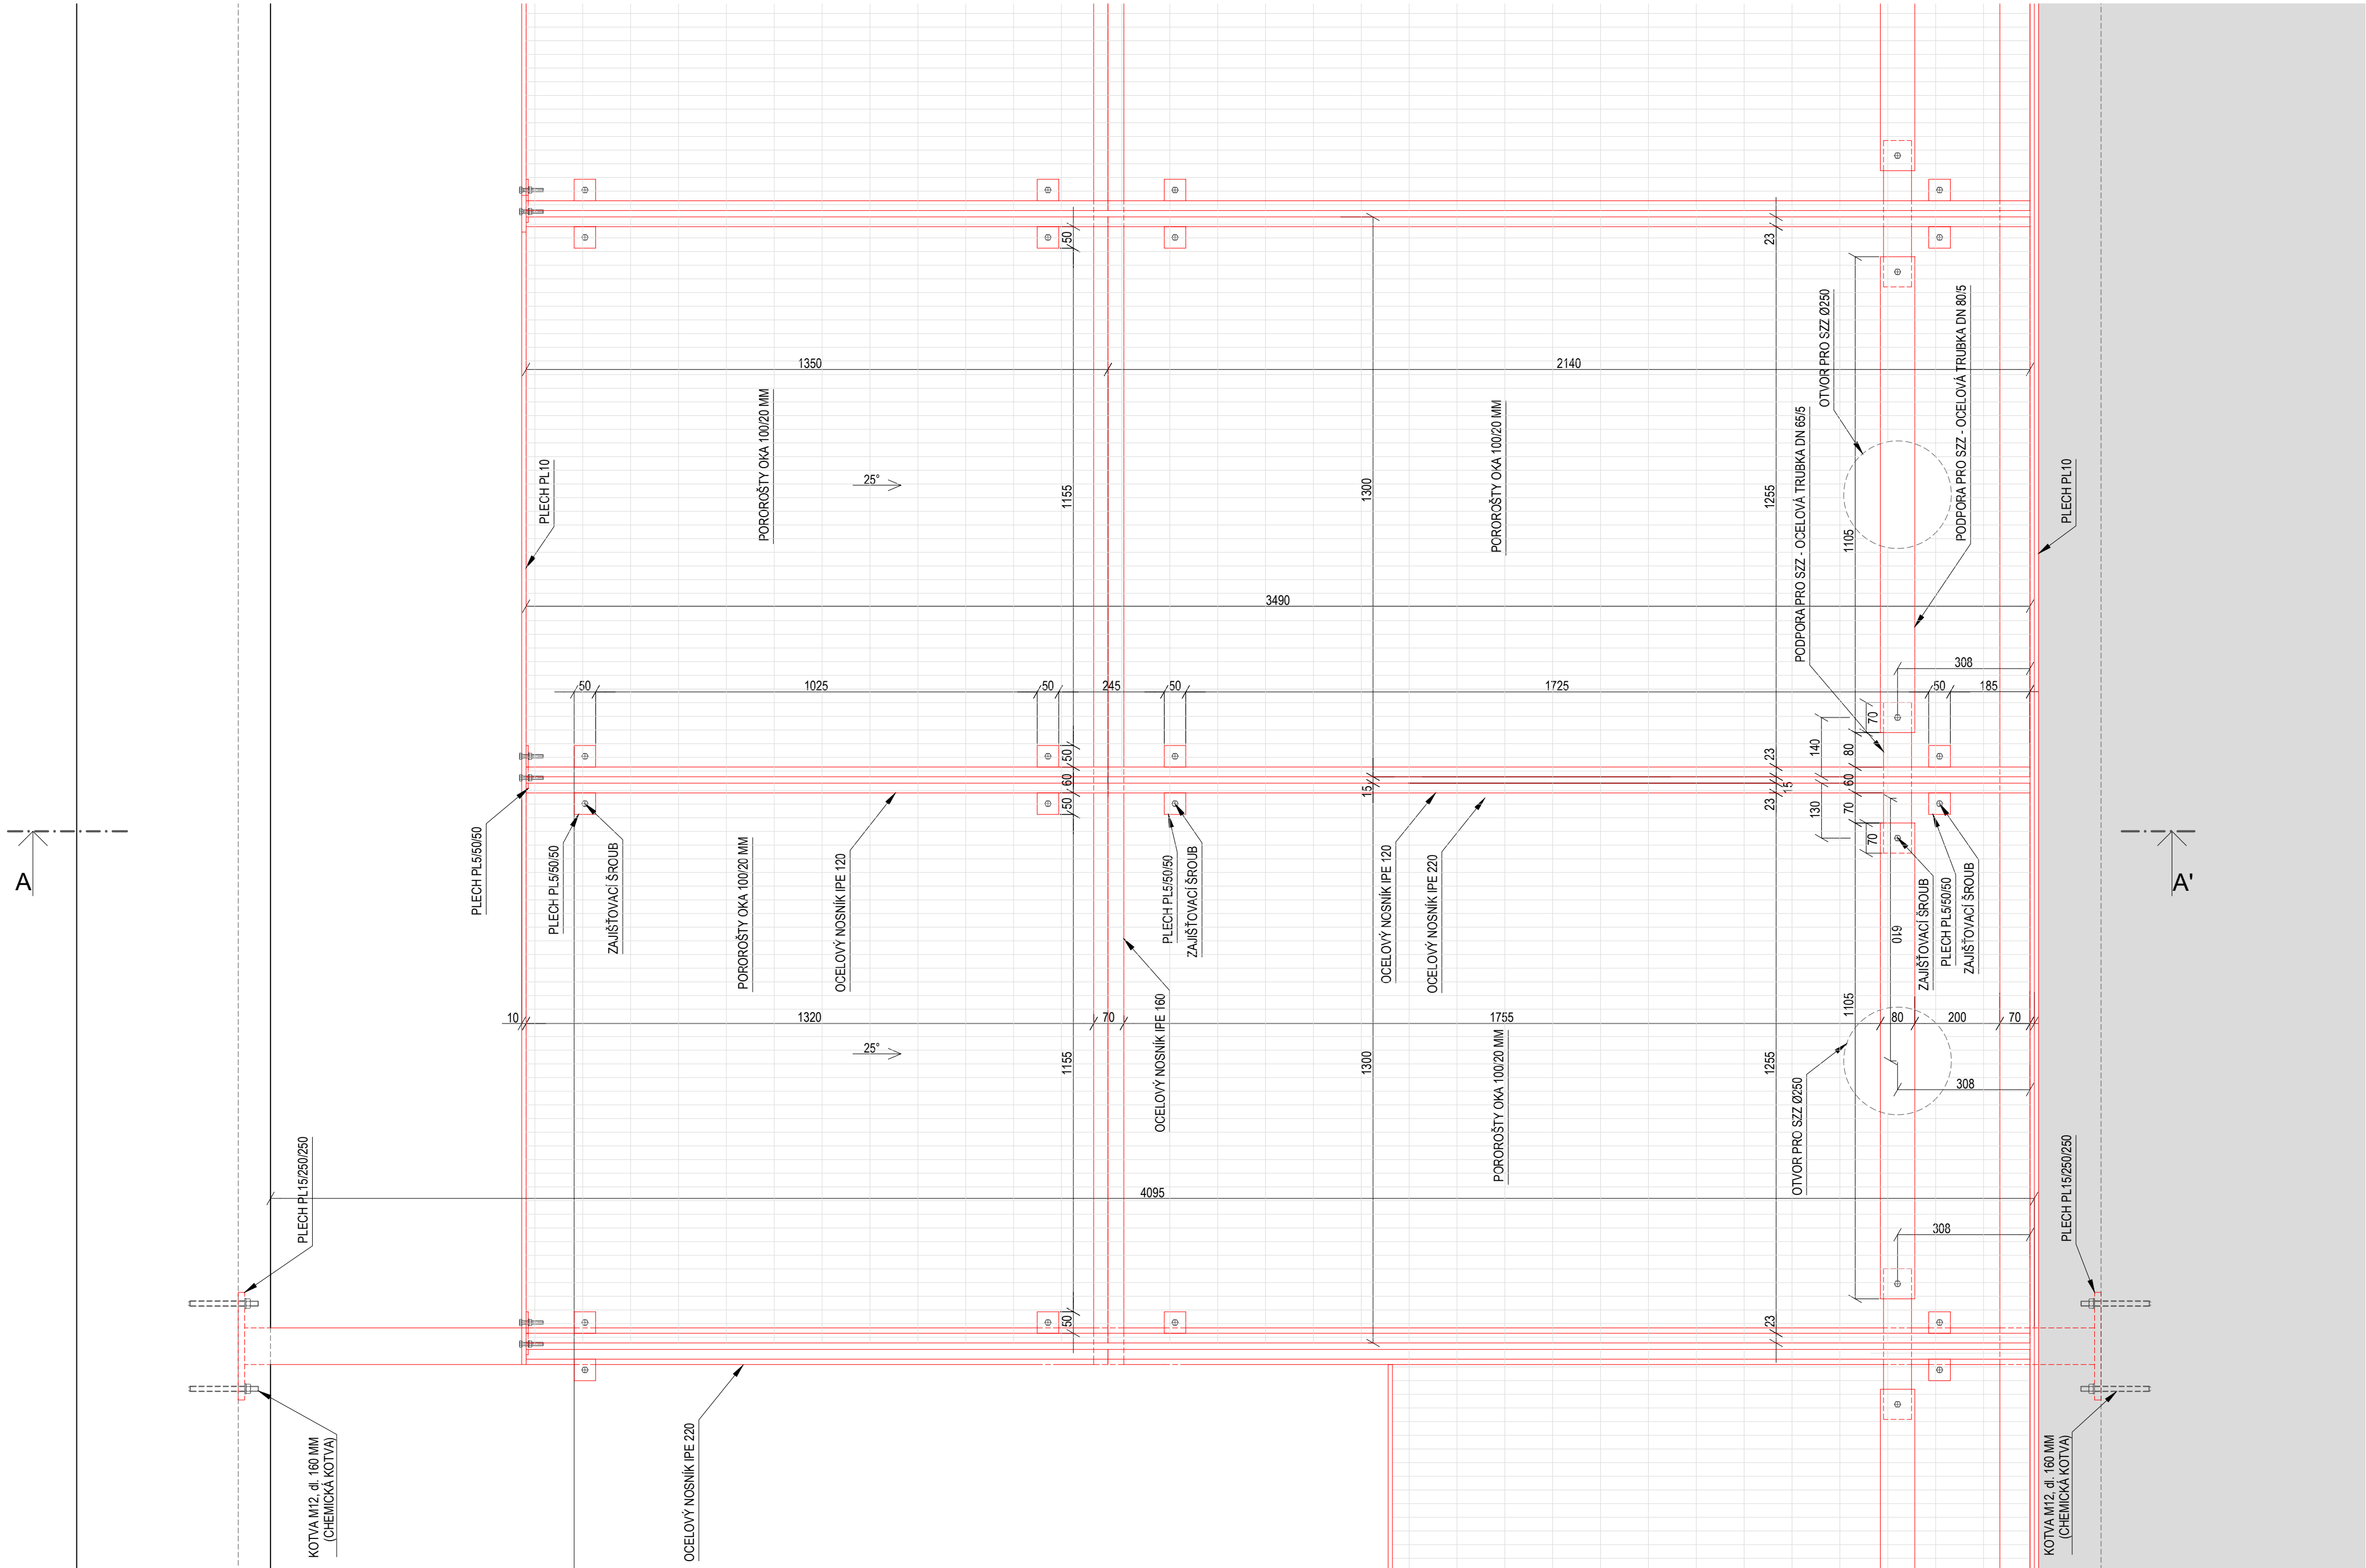 50
23
1350
2140
OTVOR PRO SZZ Ø250
PODPORA PRO SZZ - OCELOVÁ TRUBKA DN 80/5
POROROŠTY OKA 100/20 MM
POROROŠTY OKA 100/20 MM
PODPORA PRO SZZ - OCELOVÁ TRUBKA DN 65/5
PLECH PL10
PLECH PL10
25°
1155
1300
1255
1105
3490
308
50
1025
50
245
50
1725
50
185
70
140
80
50
23
60
15
15
60
50
23
130
70
70
A
A'
PLECH PL5/50/50
PLECH PL5/50/50
ZAJIŠŤOVACÍ ŠROUB
POROROŠTY OKA 100/20 MM
OCELOVÝ NOSNÍK IPE 120
PLECH PL5/50/50
ZAJIŠŤOVACÍ ŠROUB
OCELOVÝ NOSNÍK IPE 120
OCELOVÝ NOSNÍK IPE 220
610
ZAJIŠŤOVACÍ ŠROUB
PLECH PL5/50/50
ZAJIŠŤOVACÍ ŠROUB
10
1320
70
1755
80
200
70
25°
1155
1300
1255
1105
OCELOVÝ NOSNÍK IPE 160
POROROŠTY OKA 100/20 MM
OTVOR PRO SZZ Ø250
308
PLECH PL15/250/250
PLECH PL15/250/250
4095
308
50
23
KOTVA M12, dl. 160 MM
(CHEMICKÁ KOTVA)
OCELOVÝ NOSNÍK IPE 220
KOTVA M12, dl. 160 MM
(CHEMICKÁ KOTVA)